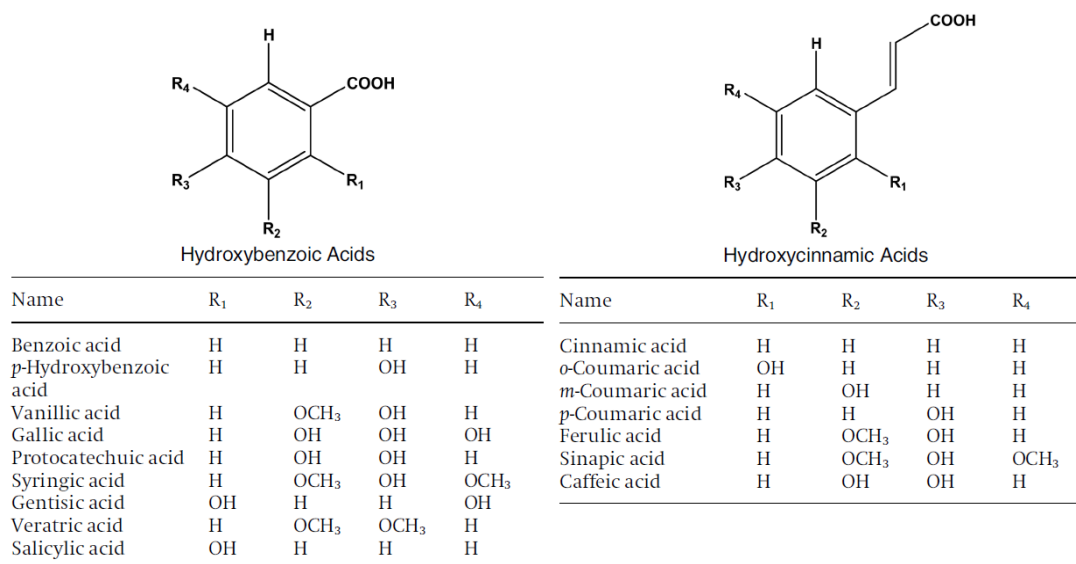 H
R4
COOH
R3
R1
R2
Hydroxybenzoic Acids
Name R1 R2 R3 R4
Benzoic acid H H H H
p-Hydroxybenzoic H H OH H
acid
Vanillic acid H OCH3 OH H
Gallic acid H OH OH OH
Protocatechuic acid H OH OH H
Syringic acid H OCH3 OH OCH3
Gentisic acid OH H H OH
Veratric acid H OCH3 OCH3 H
Salicylic acid OH H H H
COOH
H
R4
R3
R1
R2
Hydroxycinnamic Acids
Name R1 R2 R3 R4
Cinnamic acid H H H H
o-Coumaric acid OH H H H
m-Coumaric acid H OH H H
p-Coumaric acid H H OH H
Ferulic acid H OCH3 OH H
Sinapic acid H OCH3 OH OCH3
Caffeic acid H OH OH H